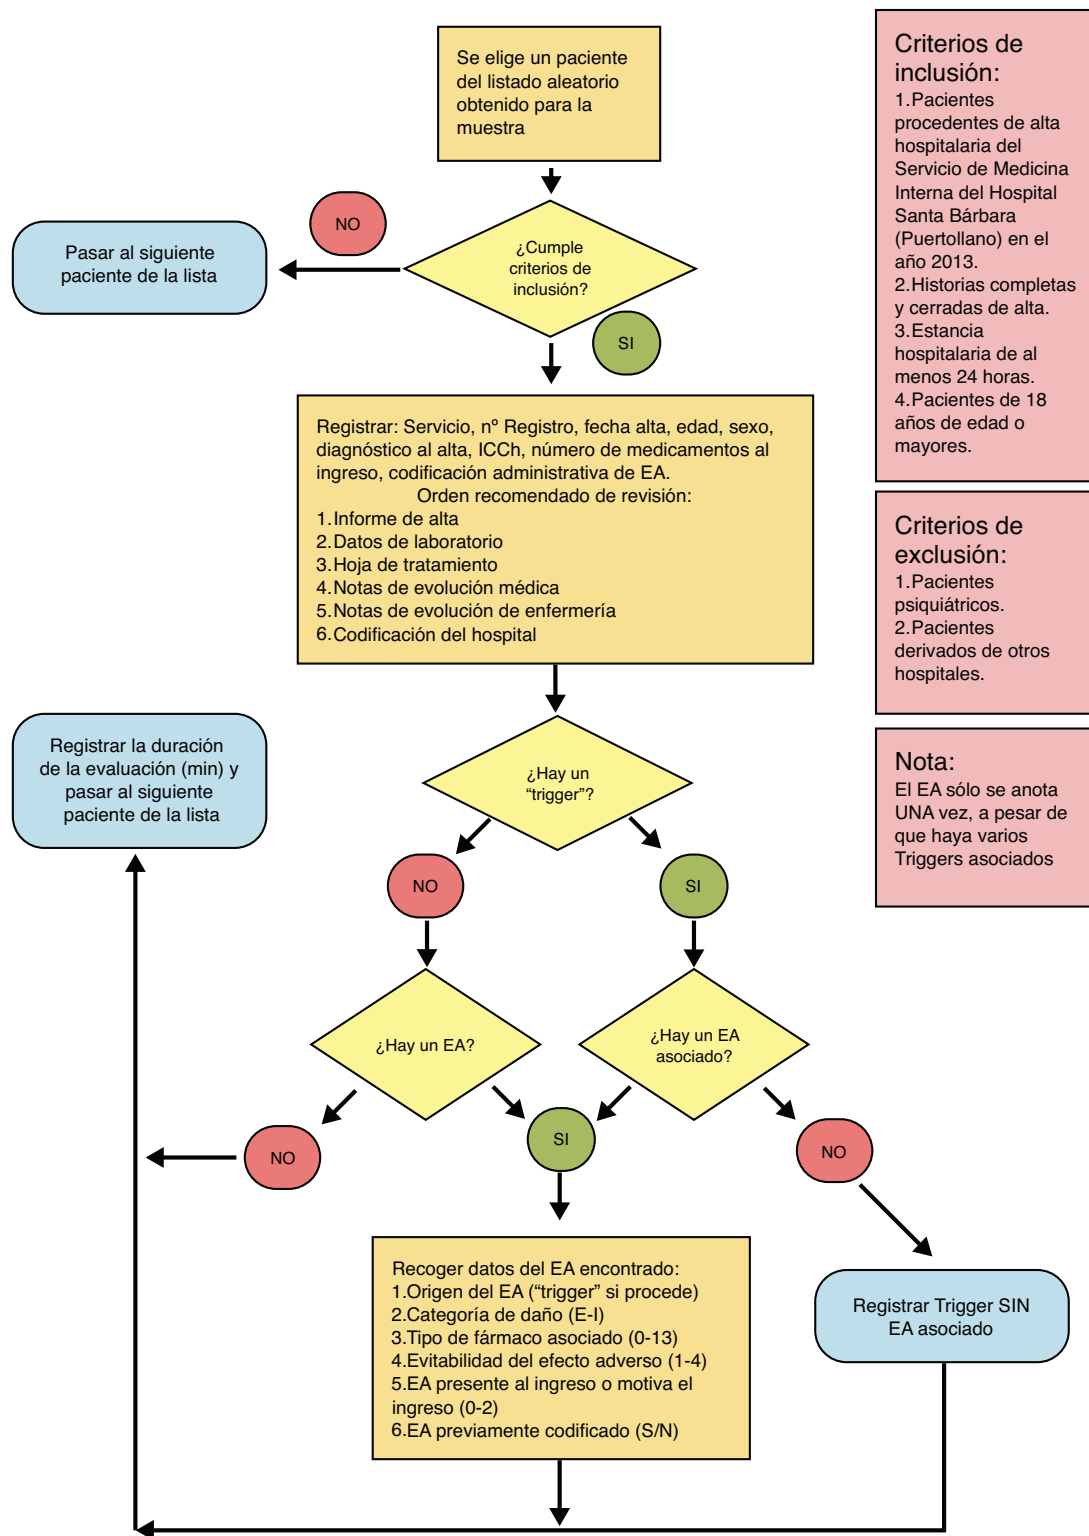 Se elige un paciente
del listado aleatorio
obtenido para la
muestra
NO
Pasar al siguiente
paciente de la lista
¿Cumple
criterios de
inclusión?
SI
Registrar: Servicio, nº Registro, fecha alta, edad, sexo,
diagnóstico al alta, ICCh, número de medicamentos al
ingreso, codificación administrativa de EA.
Orden recomendado de revisión:
1.Informe de alta
2.Datos de laboratorio
3.Hoja de tratamiento
4.Notas de evolución médica
5.Notas de evolución de enfermería
6.Codificación del hospital
Criterios de
inclusión:
1.Pacientes
procedentes de alta
hospitalaria del
Servicio de Medicina
Interna del Hospital
Santa Bárbara
(Puertollano) en el
año 2013.
2.Historias completas
y cerradas de alta.
3.Estancia
hospitalaria de al
menos 24 horas.
4.Pacientes de 18
años de edad o
mayores.
Criterios de
exclusión:
1.Pacientes
psiquiátricos.
2.Pacientes
derivados de otros
hospitales.
Nota:
El EA sólo se anota
UNA vez, a pesar de
que haya varios
Triggers asociados
Registrar la duración
de la evaluación (min) y
pasar al siguiente
paciente de la lista
¿Hay un
“trigger”?
NO
SI
¿Hay un EA?
¿Hay un EA
asociado?
NO
SI
NO
Recoger datos del EA encontrado:
1.Origen del EA (“trigger” si procede)
2.Categoría de daño (E-I)
3.Tipo de fármaco asociado (0-13)
4.Evitabilidad del efecto adverso (1-4)
5.EA presente al ingreso o motiva el
ingreso (0-2)
6.EA previamente codificado (S/N)
Registrar Trigger SIN
EA asociado